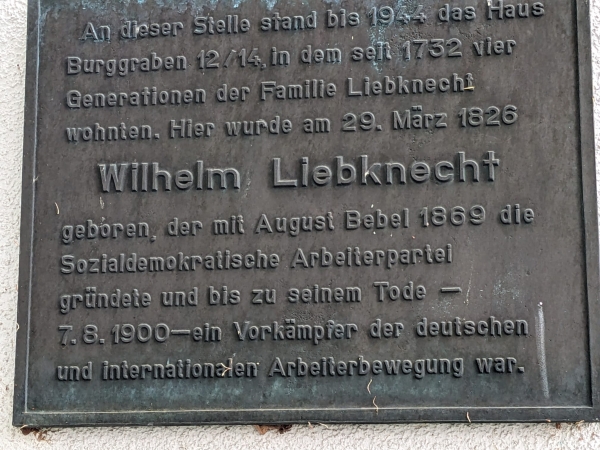 An dieser Stelle stand bis 1944 das Haus
Burggraben 12/14, in dem seit 1732 vier
Generationen der Familie Liebknecht
wohnten. Hier wurde am 29. März 1826
Wilhelm Liebknecht
geboren, der mit August Bebel 1869 die
Sozialdemokratische Arbeiterpartei
gründete und bis zu seinem Tode —
7. 8. 1900—ein Vorkämpfer der deutschen
und internationalen Arbeiterbewegung war.